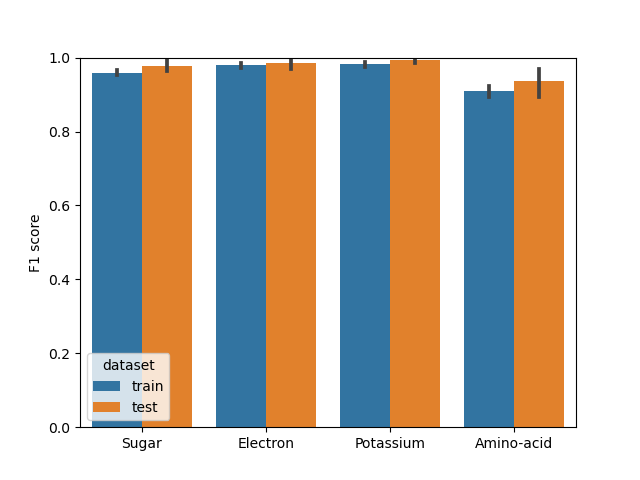 1.0
0.8
0.6
0.4
0.2
0.0
F1 score
dataset
train
test
Sugar Electron Potassium Amino-acid